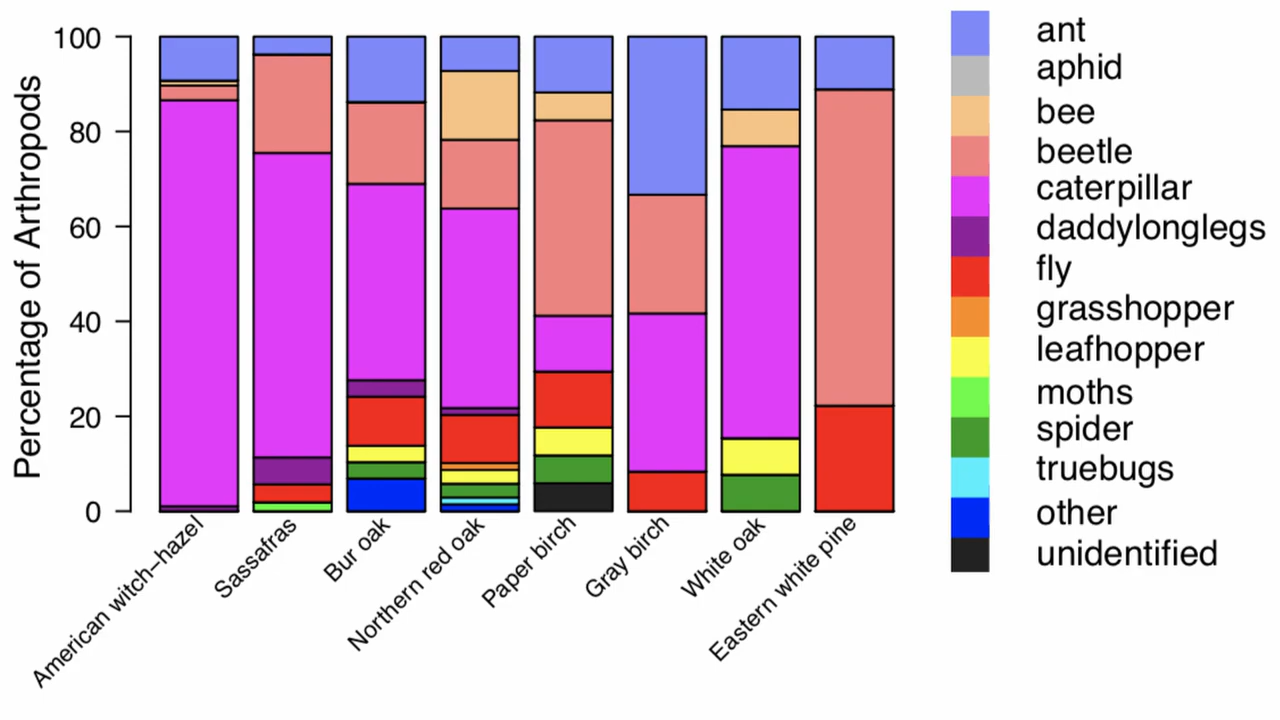 Percentage of Arthropods
100
80
60
40
20
0
American witch–hazel
Sassafras
Bur oak
Northern red oak
Paper birch
Gray birch
White oak
Eastern white pine
ant
aphid
bee
beetle
caterpillar
daddylonglegs
fly
grasshopper
leafhopper
moths
spider
truebugs
other
unidentified